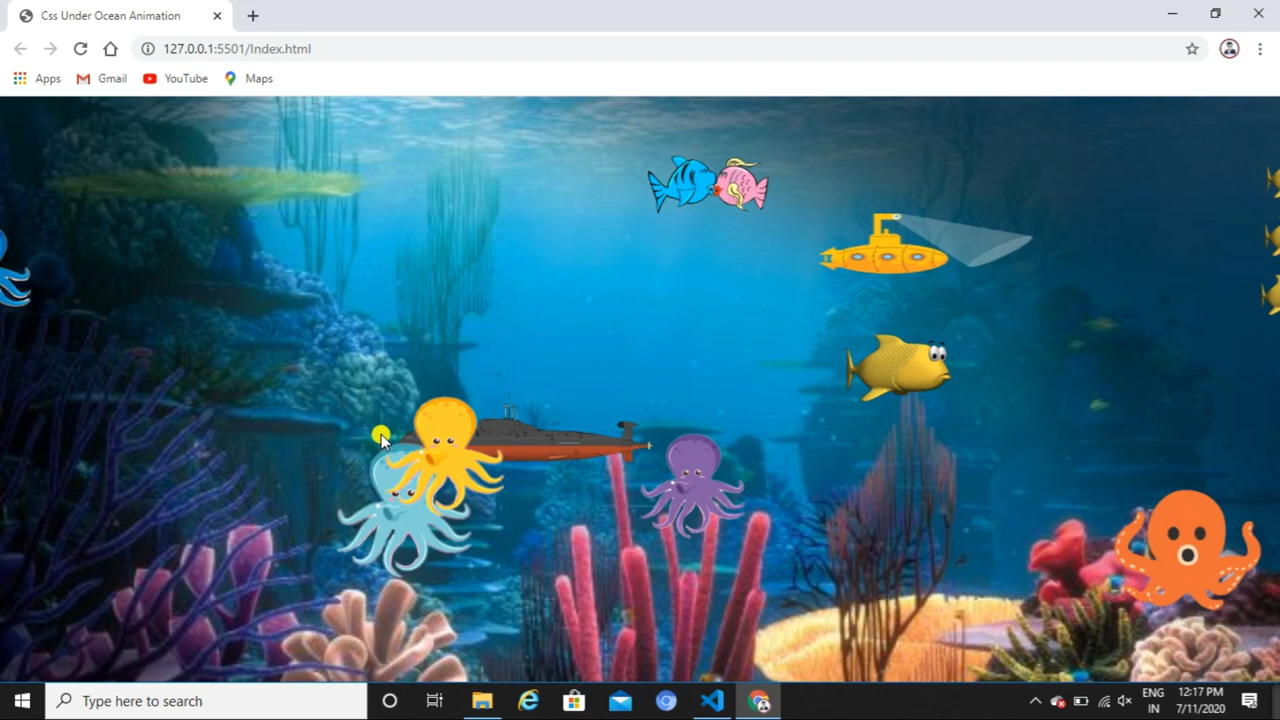 Css Under Ocean Animation
127.0.0.1:5501/Index.html
Apps Gmail YouTube Maps
Type here to search
ENG 12:17 PM
IN 7/11/2020